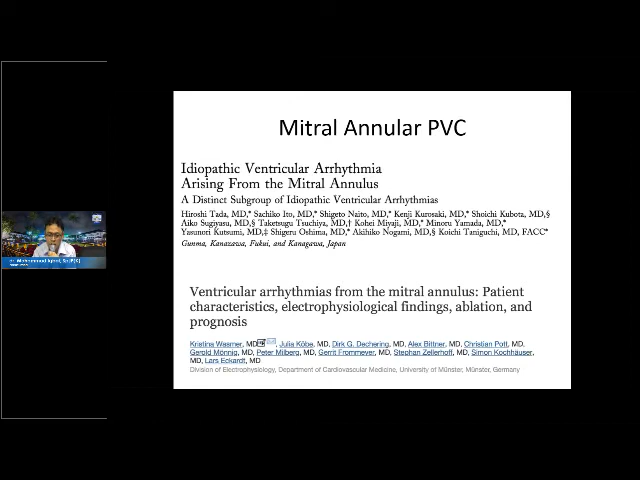 Mitral Annular PVC
Idiopathic Ventricular Arrhythmia
Arising From the Mitral Annulus
A Distinct Subgroup of Idiopathic Ventricular Arrhythmias
Hiroshi Tada, MD,* Sachiko Ito, MD,* Shigeto Naito, MD,* Kenji Kurosaki, MD,* Shoichi Kubota, MD,§
Aiko Sugiyasu, MD,§ Taketsugu Tsuchiya, MD,† Kohei Miyaji, MD,* Minoru Yamada, MD,*
Yasunori Kutsumi, MD,‡ Shigeru Oshima, MD,* Akihiko Nogami, MD,§ Koichi Taniguchi, MD, FACC*
Gunma, Kanazawa, Fukui, and Kanagawa, Japan
Ventricular arrhythmias from the mitral annulus: Patient
characteristics, electrophysiological findings, ablation, and
prognosis
Kristina Wasmer, MD, Julia Köbe, MD, Dirk G. Dechering, MD, Alex Bittner, MD, Christian Pott, MD,
Gerold Mönnig, MD, Peter Milberg, MD, Gerrit Frommeyer, MD, Stephan Zellerhoff, MD, Simon Kochhäuser,
MD, Lars Eckardt, MD
Division of Electrophysiology, Department of Cardiovascular Medicine, University of Münster, Münster, Germany
dr. Mohammad Iqbal, Sp.JP(K)